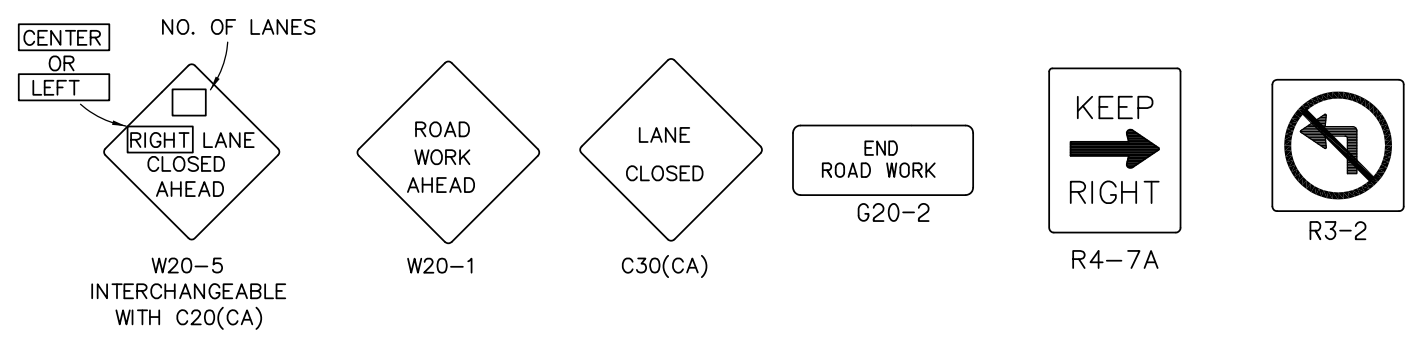 NO. OF LANES
CENTER
OR
LEFT
RIGHT LANE
CLOSED
AHEAD
W20-5
INTERCHANGEABLE
WITH C20(CA)
ROAD
WORK
AHEAD
W20-1
LANE
CLOSED
C30(CA)
END
ROAD WORK
G20-2
KEEP
RIGHT
R4-7A
R3-2